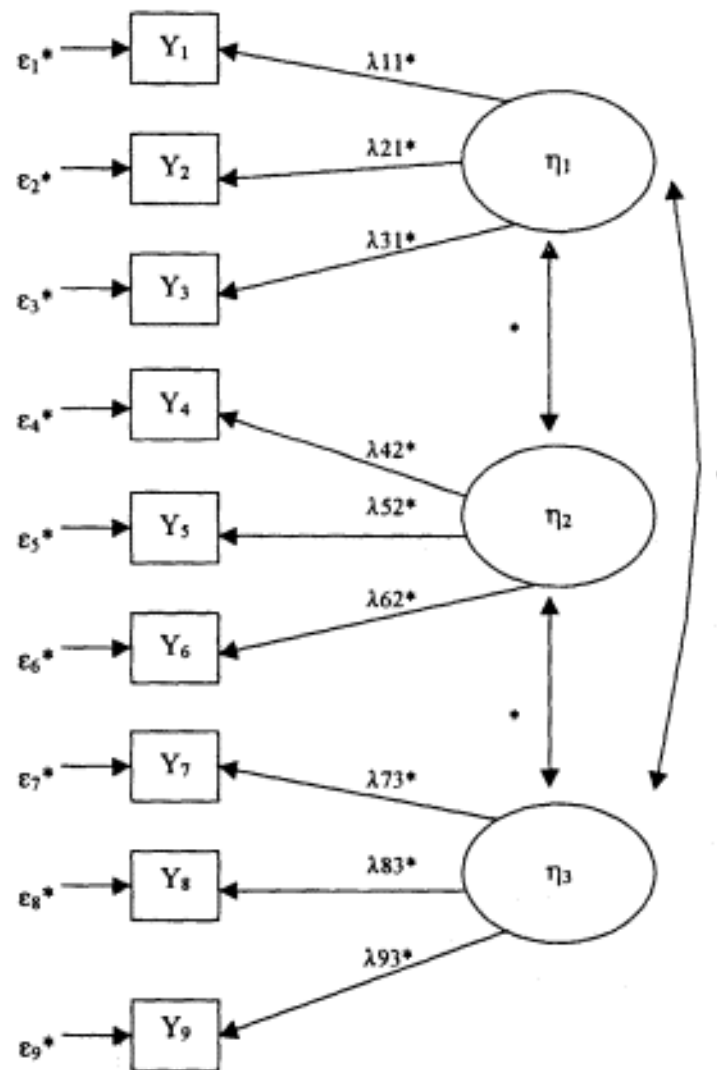 ε₁* Y₁ λ11*
η₁
ε₂* Y₂ λ21*
ε₃* Y₃ λ31*
*
ε₄* Y₄ λ42*
ε₅* Y₅ λ52* η₂
ε₆* Y₆ λ62*
*
ε₇* Y₇ λ73*
ε₈* Y₈ λ83* η₃
λ93*
ε₉* Y₉